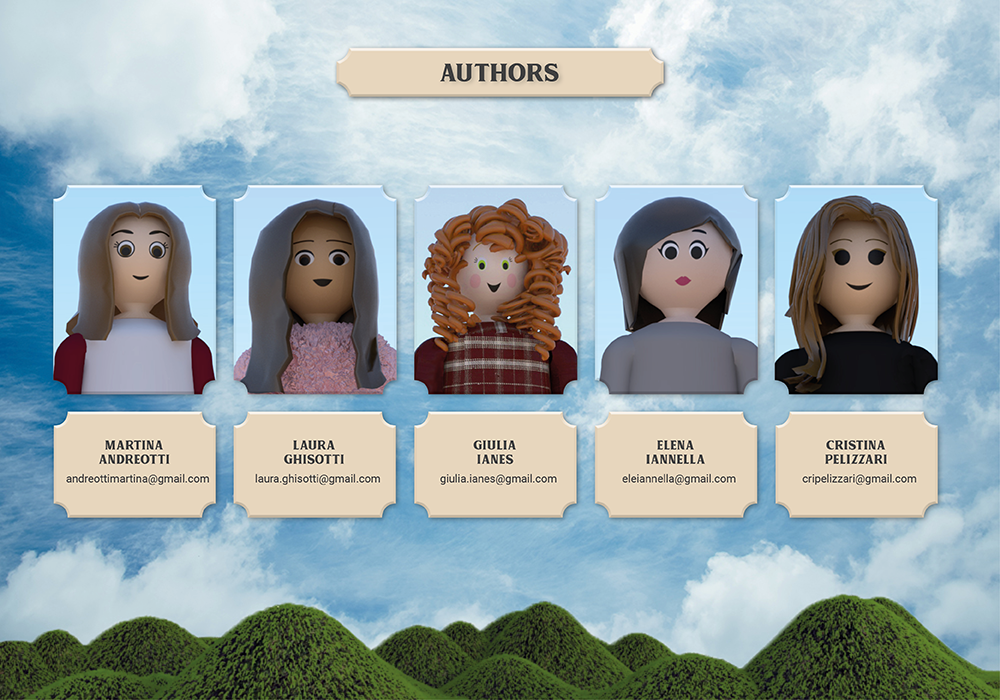 AUTHORS
MARTINA
ANDREOTTI
andreottimartina@gmail.com
LAURA
GHISOTTI
laura.ghisotti@gmail.com
GIULIA
IANES
giulia.ianes@gmail.com
ELENA
IANNELLA
eleiannella@gmail.com
CRISTINA
PELIZZARI
cripelizzari@gmail.com